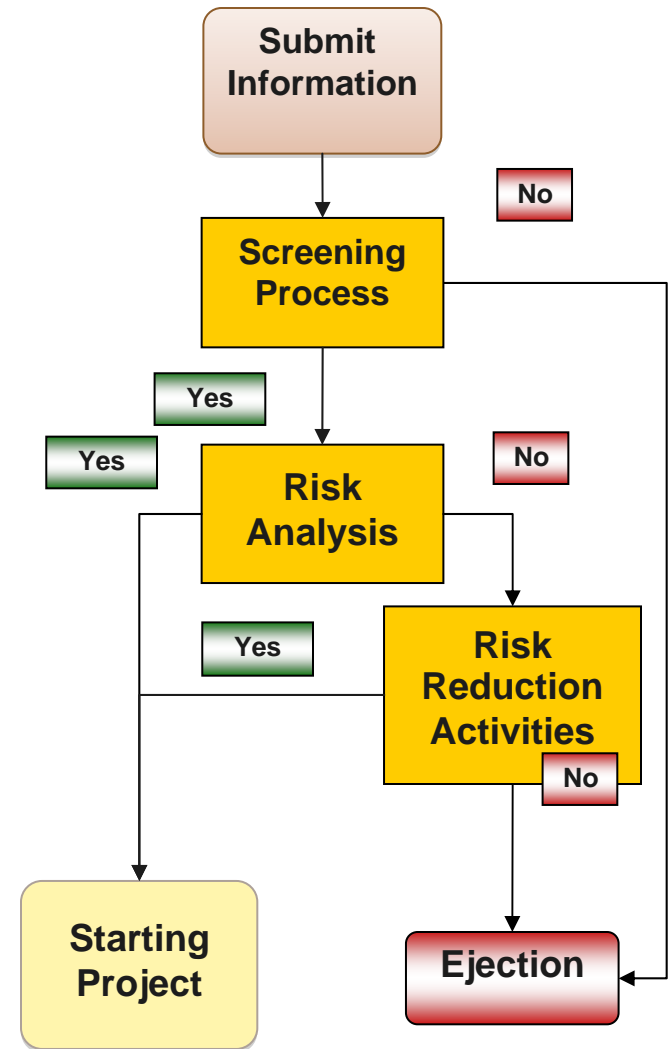 Submit
Information
No
Screening
Process
Yes
Yes
No
Risk
Analysis
Yes
Risk
Reduction
Activities
No
Starting
Project
Ejection